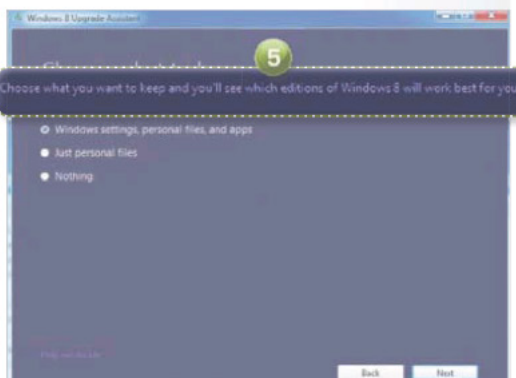 Windows 8 Upgrade Assistant
5
Choose what you want to keep and you'll see which editions of Windows 8 will work best for you
Windows settings, personal files, and apps
Just personal files
Nothing
Back
Next